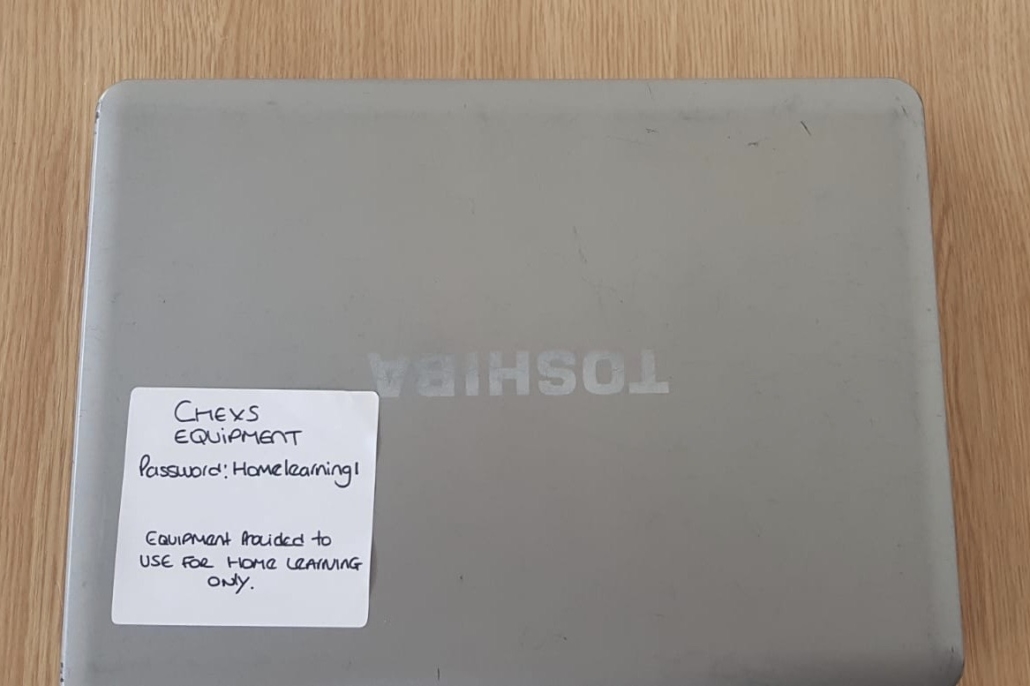 TOSHIBA
CHEXS
EQUIPMENT
Password: Homelearning1
EQUIPMENT Provided to
USE FOR HOME LEARNING
ONLY.